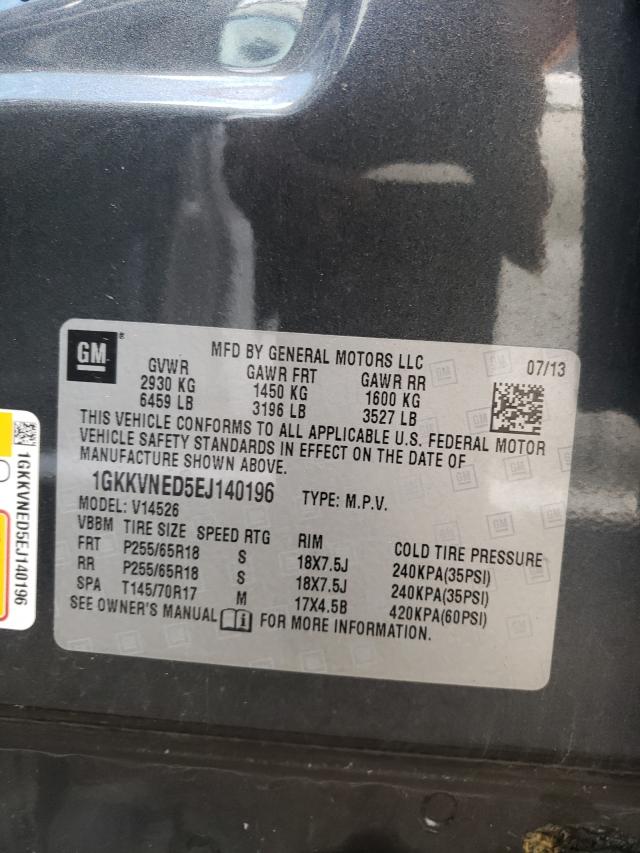 GM ®
MFD BY GENERAL MOTORS LLC
07/13
GVWR GAWR FRT GAWR RR
2930 KG 1450 KG 1600 KG
6459 LB 3196 LB 3527 LB
THIS VEHICLE CONFORMS TO ALL APPLICABLE U.S. FEDERAL MOTOR
VEHICLE SAFETY STANDARDS IN EFFECT ON THE DATE OF
MANUFACTURE SHOWN ABOVE.
1GKKVNED5EJ140196 TYPE: M.P.V.
MODEL: V14526
VBBM TIRE SIZE SPEED RTG RIM COLD TIRE PRESSURE
FRT P255/65R18 S 18X7.5J 240KPA(35PSI)
RR P255/65R18 S 18X7.5J 240KPA(35PSI)
SPA T145/70R17 M 17X4.5B 420KPA(60PSI)
SEE OWNER'S MANUAL i FOR MORE INFORMATION.
1GKKVNED5EJ140196